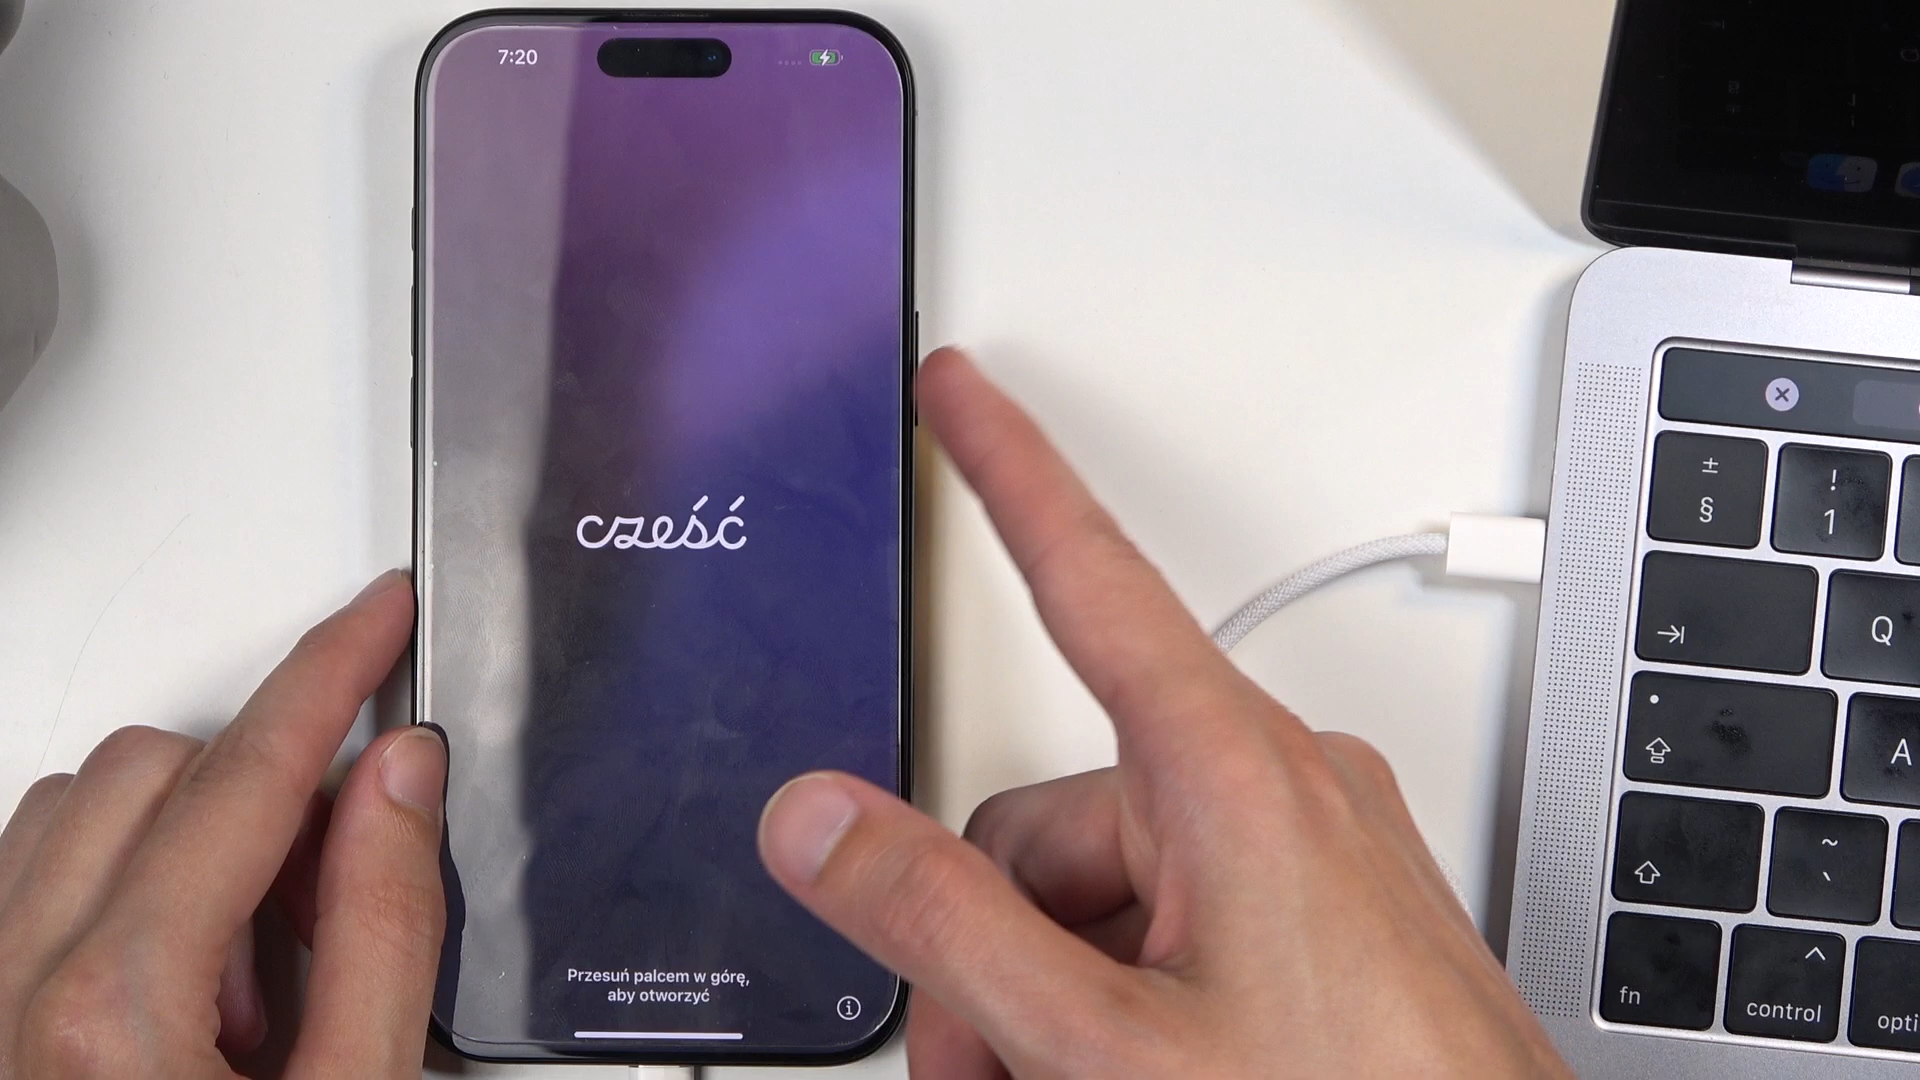 7:20
cześć
Przesuń palcem w górę,
aby otworzyć
±
§
!
1
Q
A
~
`
fn
control
opti